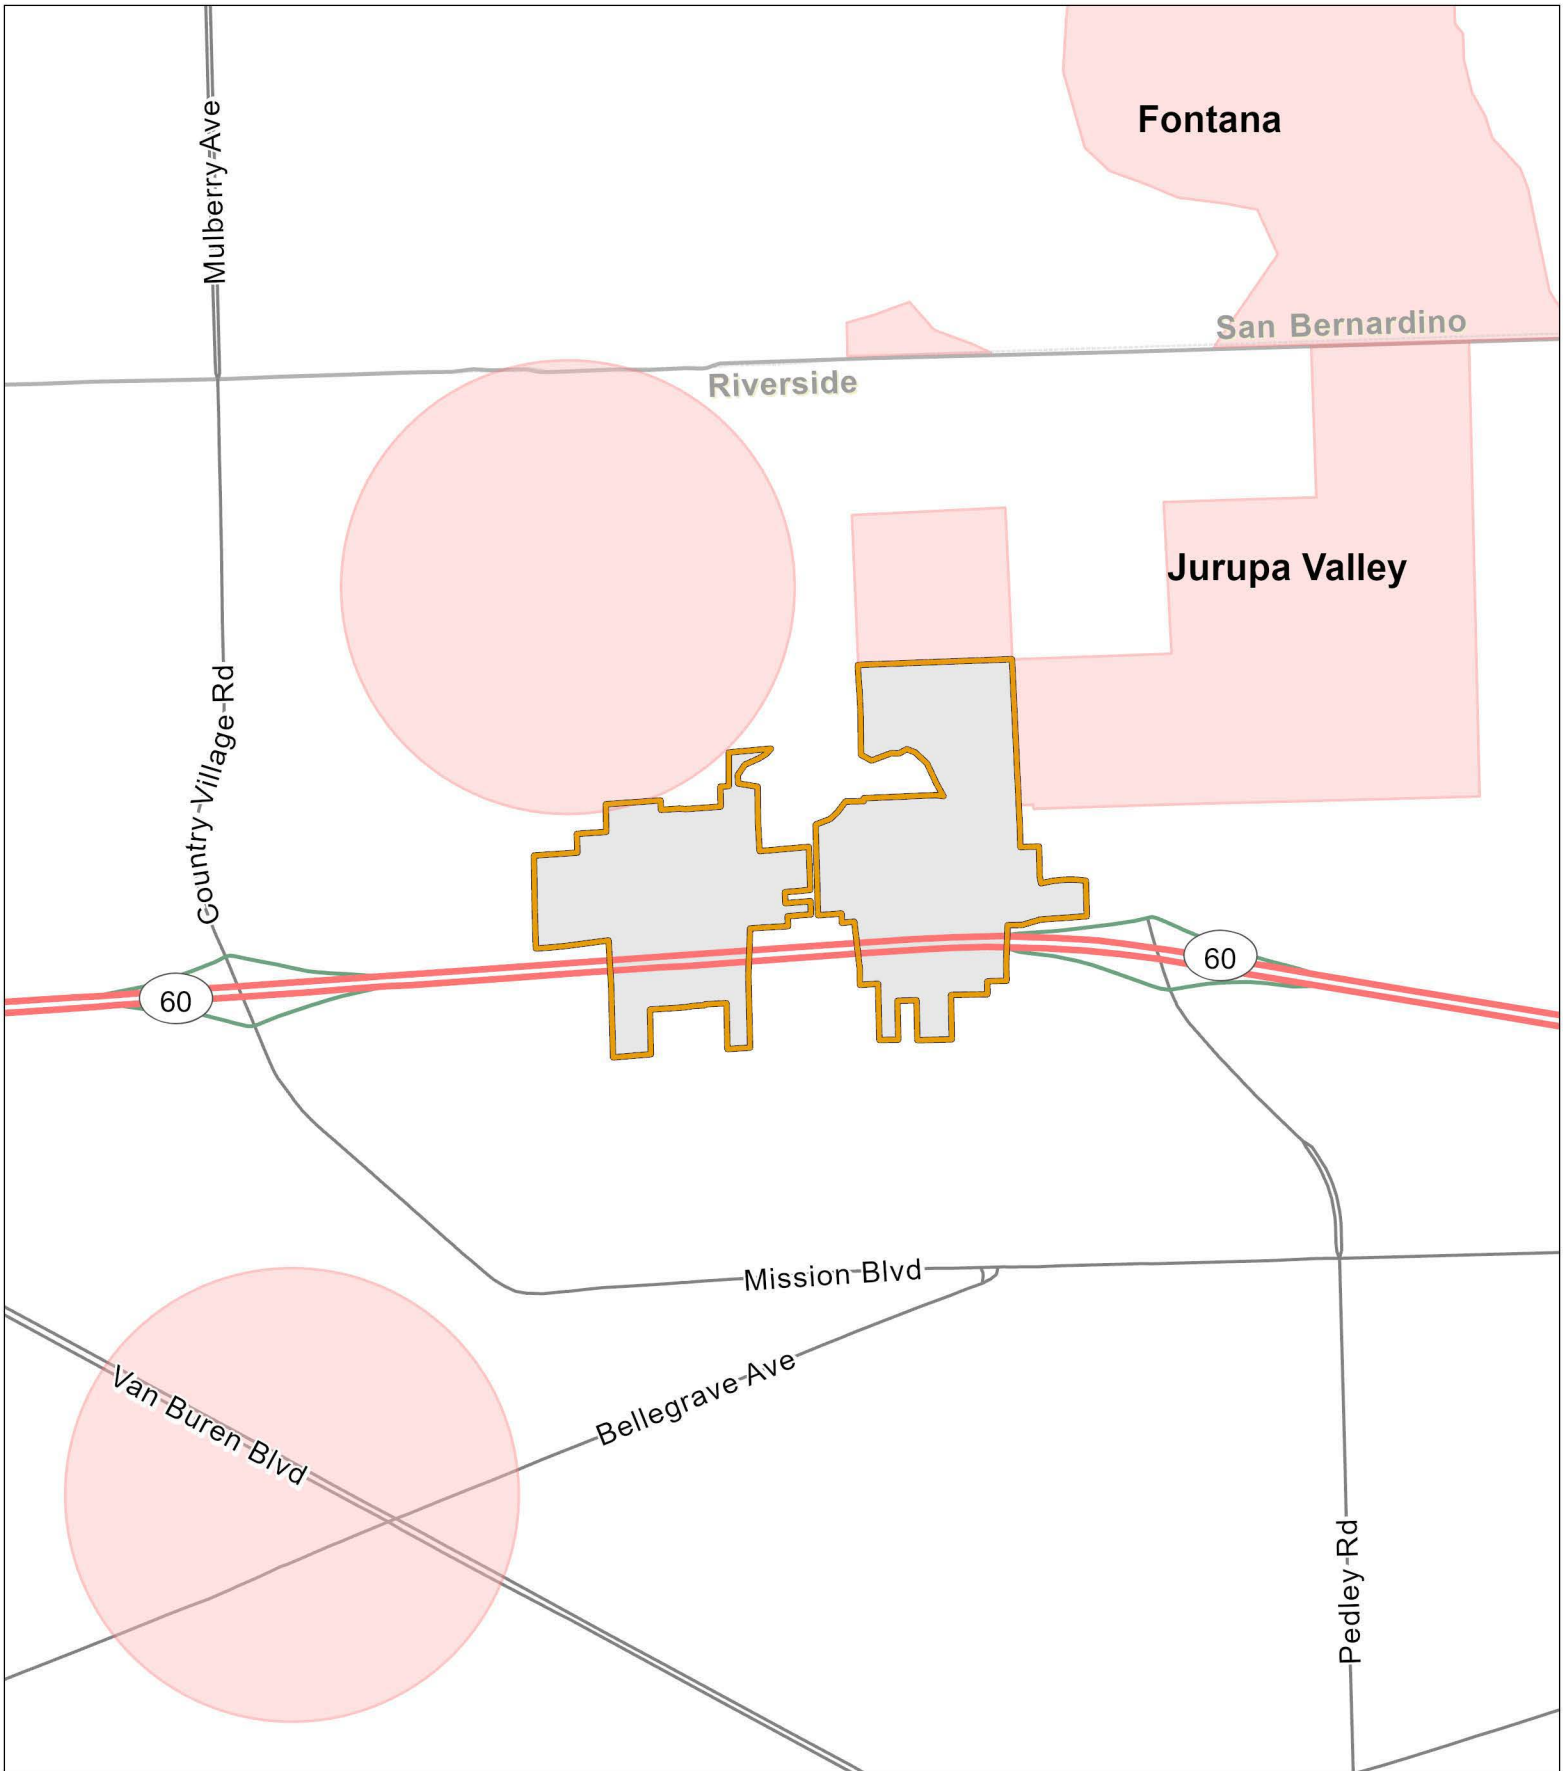 Mulberry Ave
Fontana
San Bernardino
Riverside
Jurupa Valley
Country Village Rd
60
60
Mission Blvd
Van Buren Blvd
Bellegrave Ave
Pedley Rd